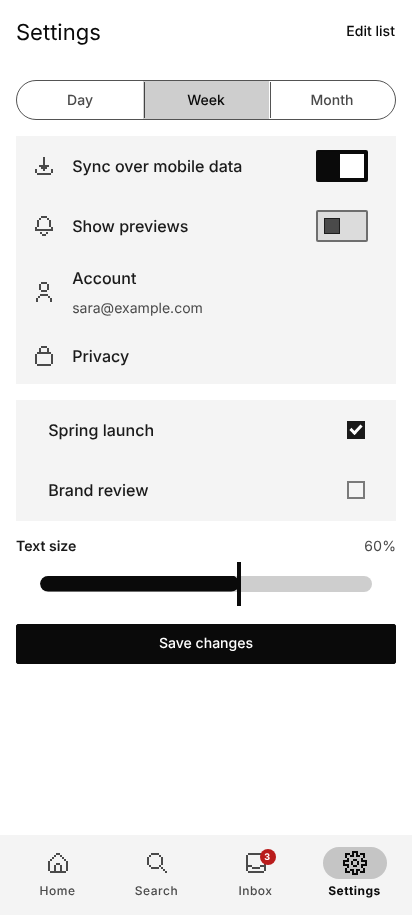 Settings
Edit list
Day
Week
Month
Sync over mobile data
Show previews
Account
sara@example.com
Privacy
Spring launch
Brand review
Text size
60%
Save changes
3
Home
Search
Inbox
Settings